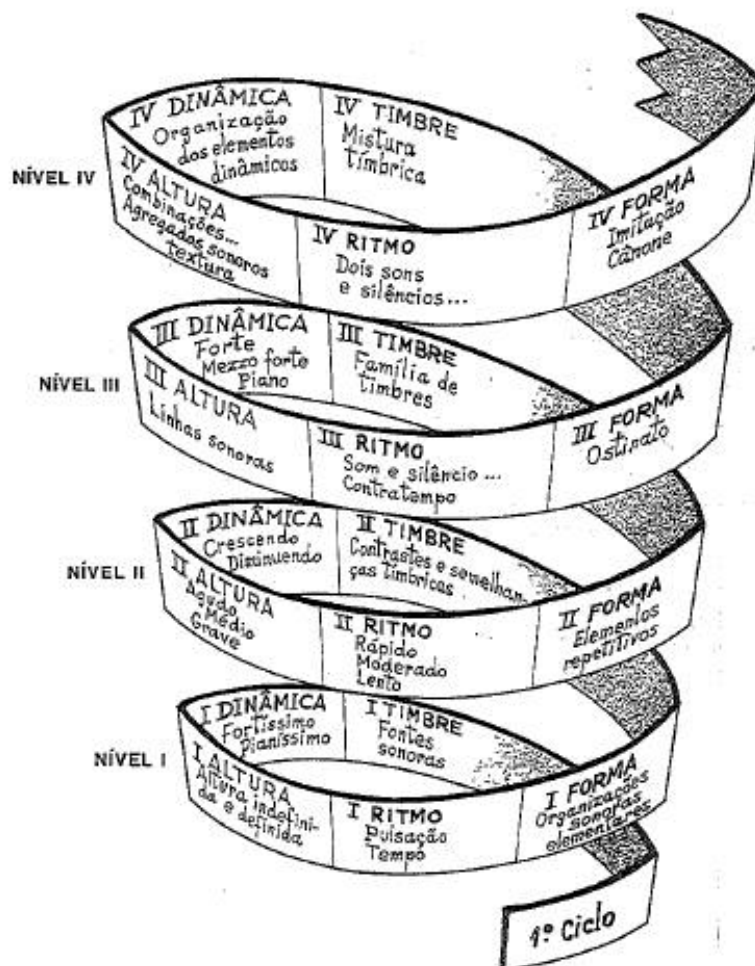 IV DINÂMICA
Organização
dos elementos
dinâmicos
IV TIMBRE
Mistura
tímbrica
NÍVEL IV
IV ALTURA
Combinações...
Agregados sonoros
textura
IV RITMO
Dois sons
e silêncios...
IV FORMA
Imitação
Cânone
III DINÂMICA
Forte
Mezzo forte
Piano
III TIMBRE
Família de
timbres
NÍVEL III
III ALTURA
Linhas sonoras
III RITMO
Som e silêncio...
Contratempo
III FORMA
Ostinato
II DINÂMICA
Crescendo
Diminuendo
II TIMBRE
Contrastes e semelhan-
ças tímbricas
NÍVEL II
II ALTURA
Agudo
Médio
Grave
II RITMO
Rápido
Moderado
Lento
II FORMA
Elementos
repetitivos
I DINÂMICA
Fortíssimo
Pianíssimo
I TIMBRE
Fontes
sonoras
NÍVEL I
I ALTURA
Altura indefini-
da e definida
I RITMO
Pulsação
Tempo
I FORMA
Organizações
sonoras
elementares
1º Ciclo